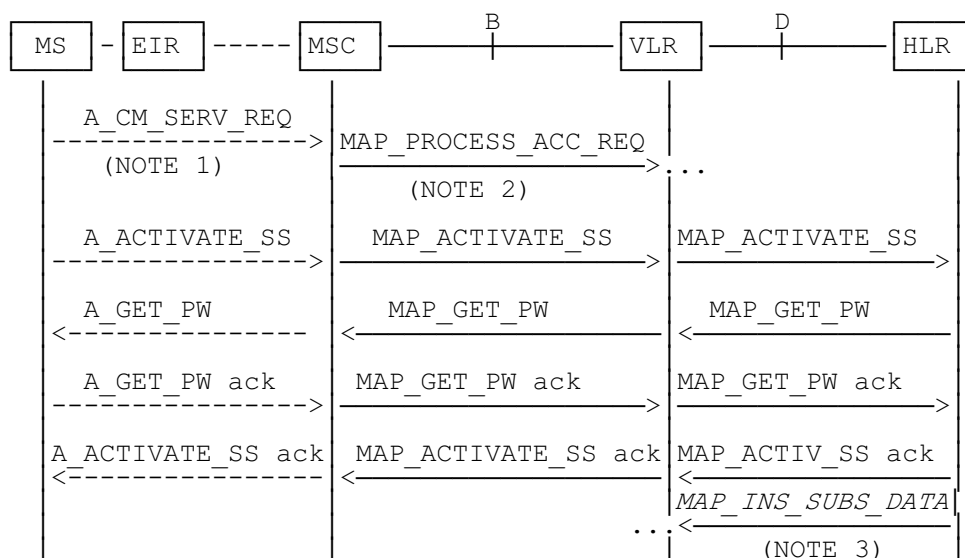 B D
MS EIR MSC VLR HLR
A_CM_SERV_REQ
MAP_PROCESS_ACC_REQ
(NOTE 1) ...
(NOTE 2)
A_ACTIVATE_SS MAP_ACTIVATE_SS MAP_ACTIVATE_SS
A_GET_PW MAP_GET_PW MAP_GET_PW
A_GET_PW ack MAP_GET_PW ack MAP_GET_PW ack
A_ACTIVATE_SS ack MAP_ACTIVATE_SS ack MAP_ACTIV_SS ack
MAP_INS_SUBS_DATA
...
(NOTE 3)